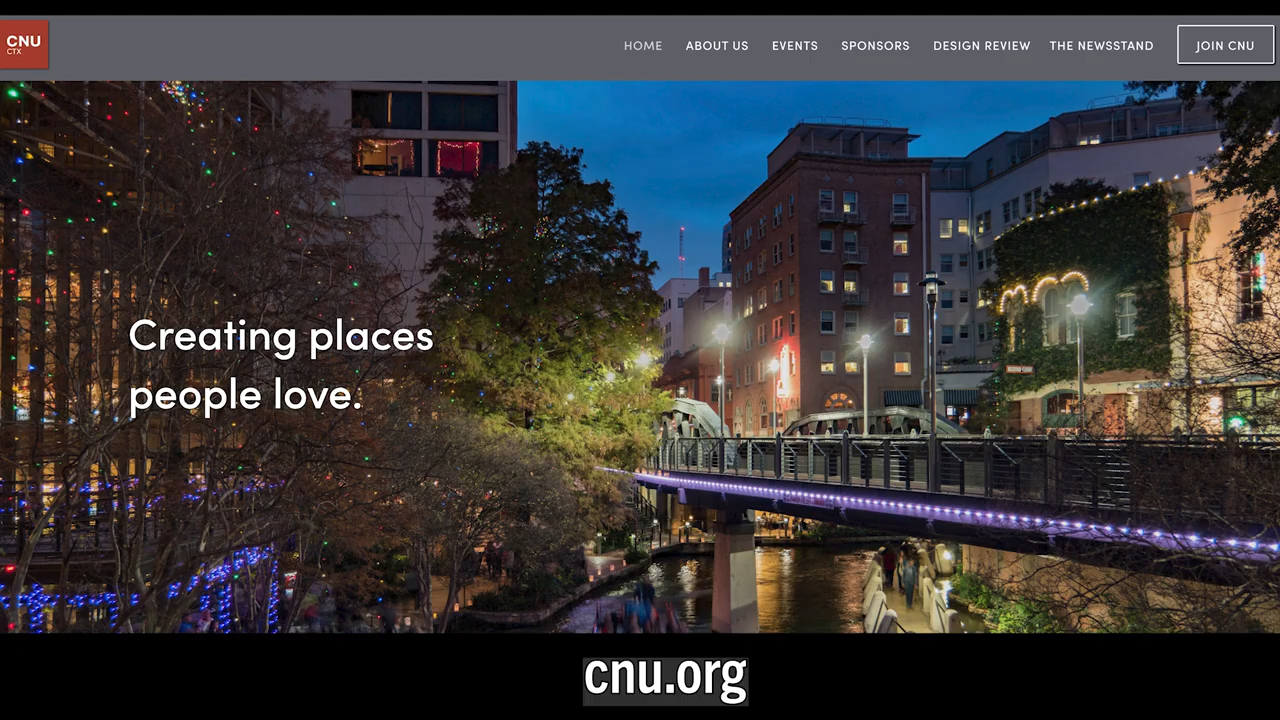 CNU
CTX
HOME ABOUT US EVENTS SPONSORS DESIGN REVIEW THE NEWSSTAND JOIN CNU
Creating places
people love.
cnu.org